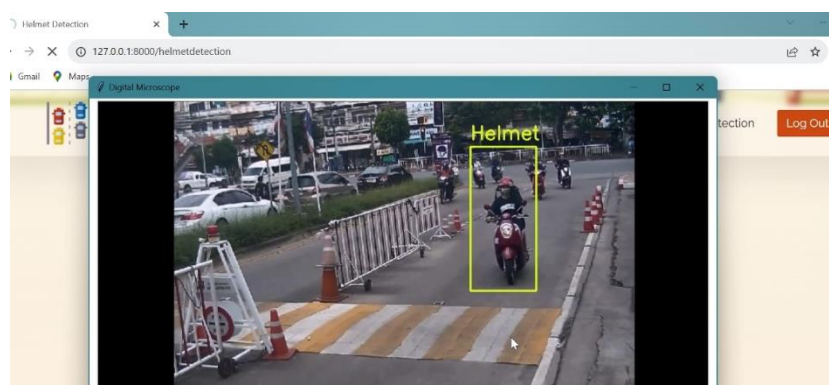 Helmet Detection
127.0.0.1:8000/helmetdetection
Gmail Maps
Digital Microscope
tection
Log Out
Helmet